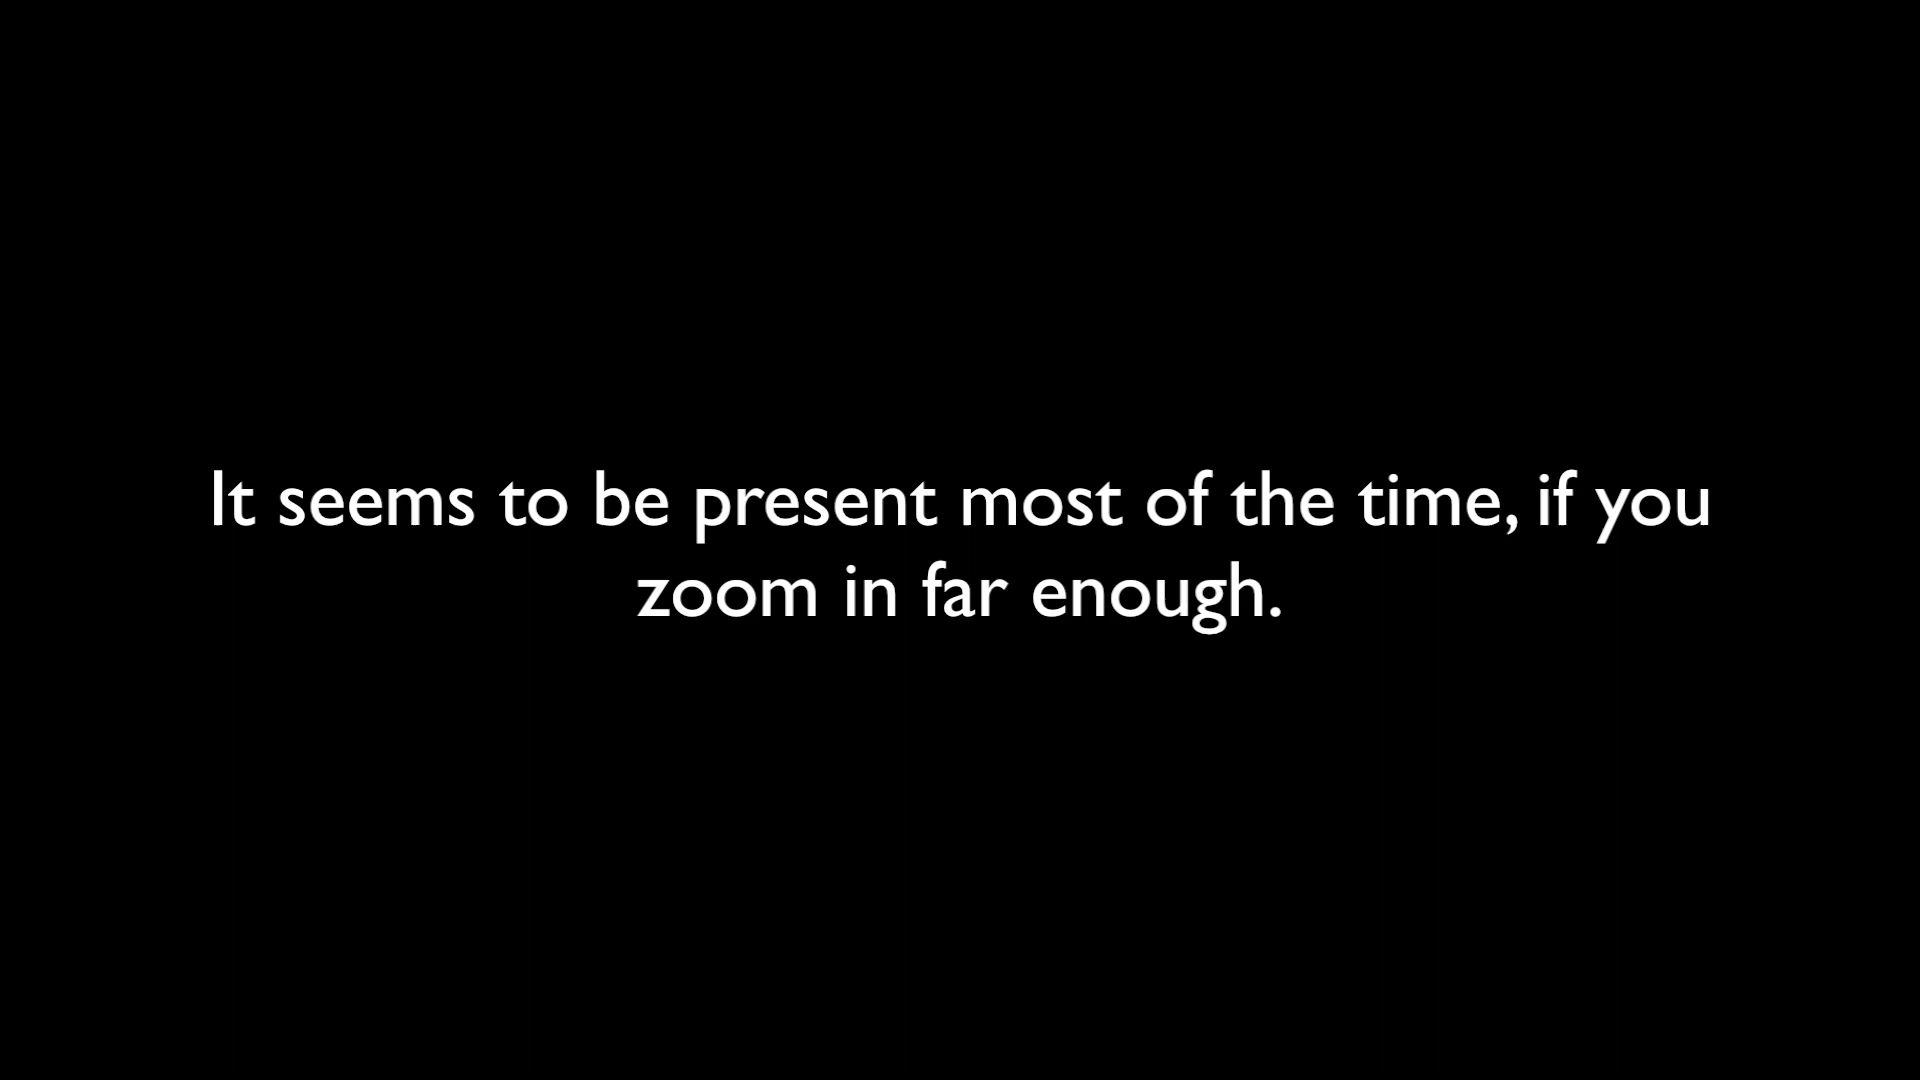 It seems to be present most of the time, if you
zoom in far enough.